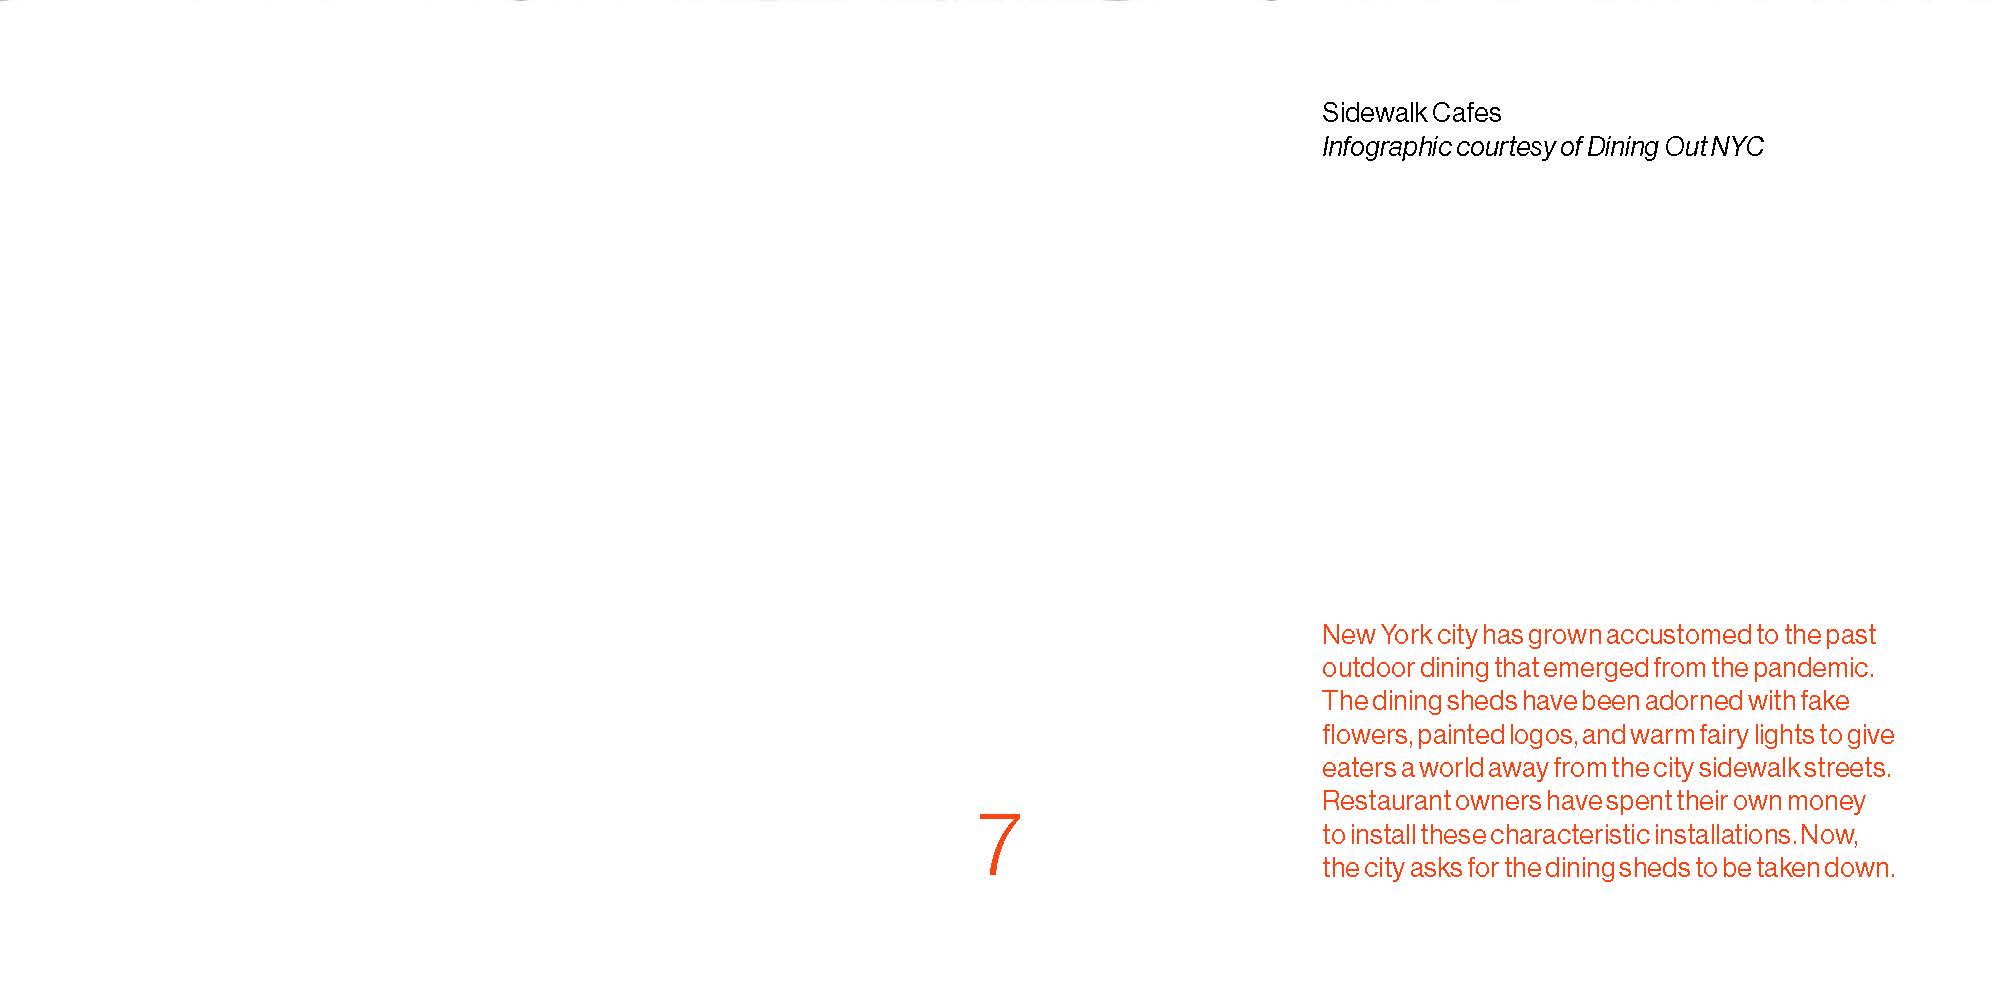 Sidewalk Cafes
Infographic courtesy of Dining Out NYC
New York city has grown accustomed to the past
outdoor dining that emerged from the pandemic.
The dining sheds have been adorned with fake
flowers, painted logos, and warm fairy lights to give
eaters a world away from the city sidewalk streets.
Restaurant owners have spent their own money
to install these characteristic installations. Now,
the city asks for the dining sheds to be taken down.
7